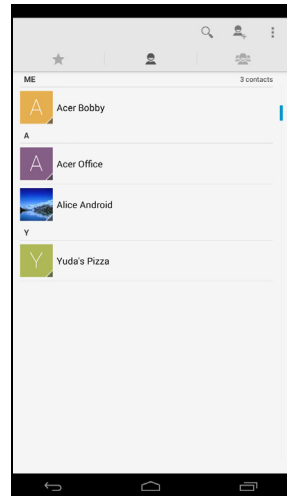 ME 3 contacts
A Acer Bobby
A
A Acer Office
Alice Android
Y
Y Yuda's Pizza